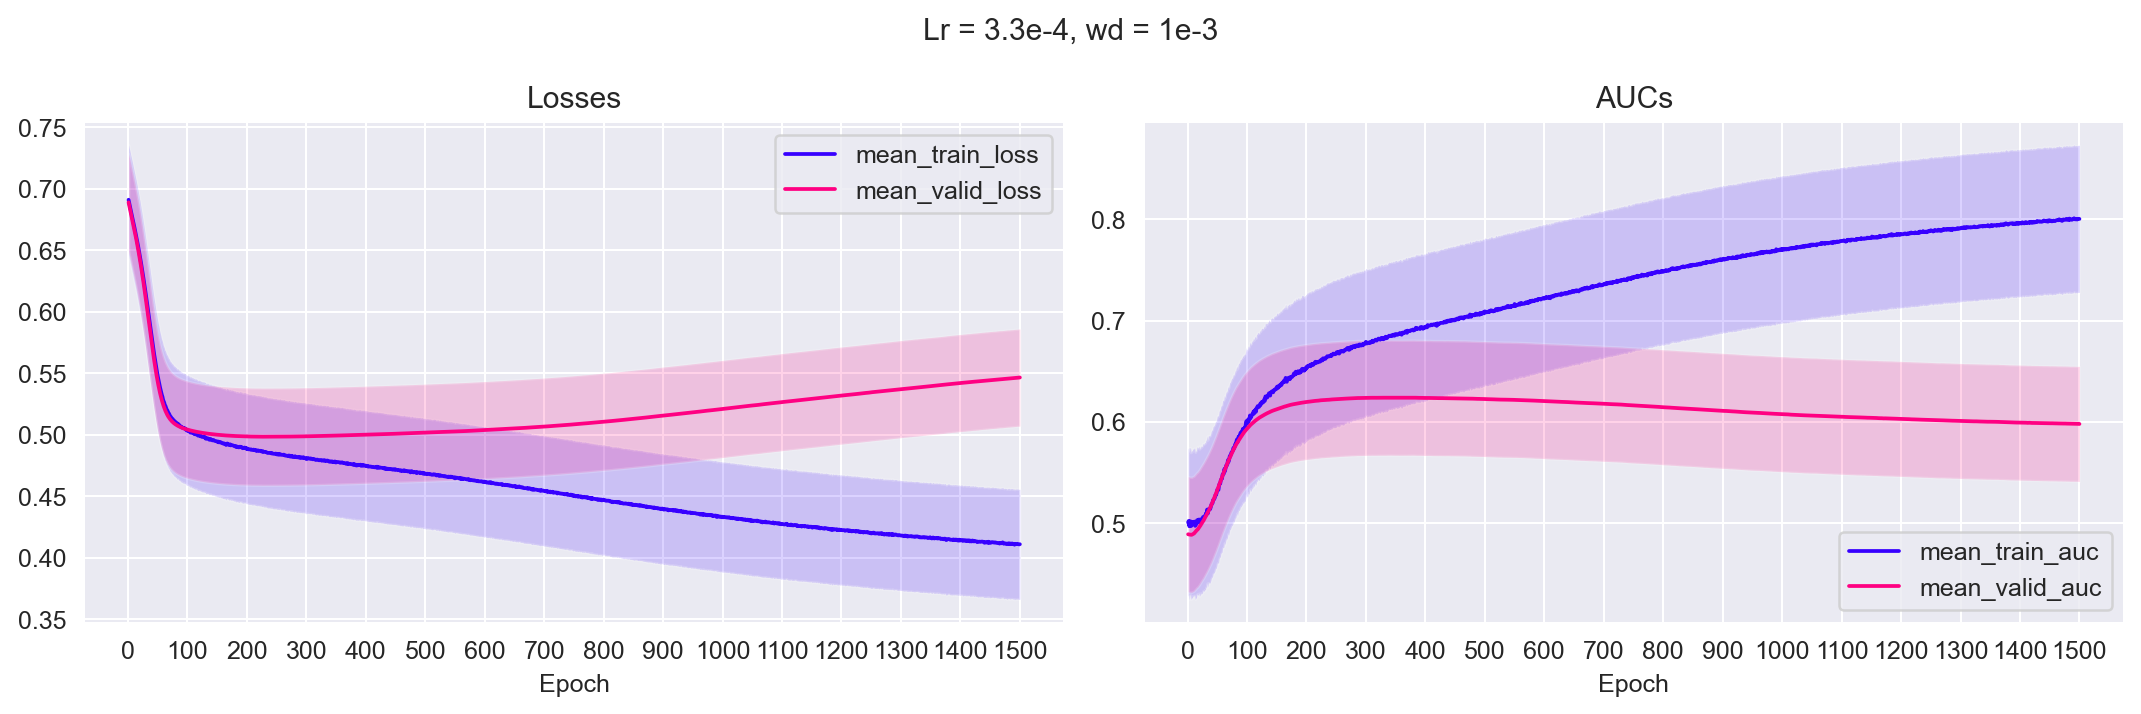 Lr = 3.3e-4, wd = 1e-3
Losses
0.75
0.70
0.65
0.60
0.55
0.50
0.45
0.40
0.35
mean_train_loss
mean_valid_loss
0 100 200 300 400 500 600 700 800 900 1000 1100 1200 1300 1400 1500
Epoch
AUCs
0.8
0.7
0.6
0.5
mean_train_auc
mean_valid_auc
0 100 200 300 400 500 600 700 800 900 1000 1100 1200 1300 1400 1500
Epoch